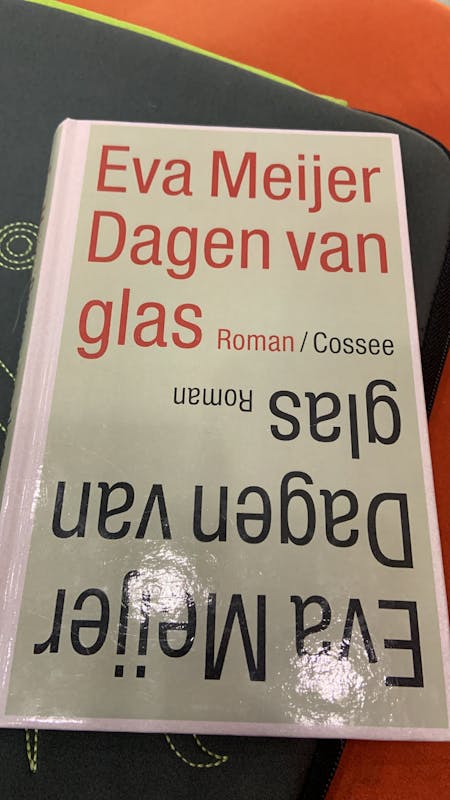 Eva Meijer
Dagen van
glas Roman / Cossee
glas Roman
Dagen van
Eva Meijer